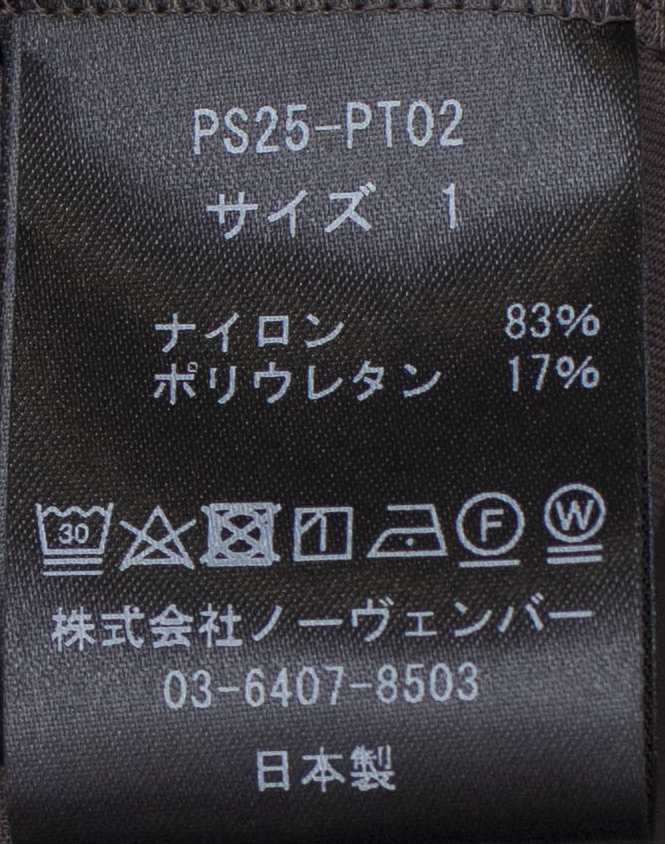 PS25-PT02
サイズ 1
ナイロン 83%
ポリウレタン 17%
30 F W
株式会社ノーヴェンバー
03-6407-8503
日本製